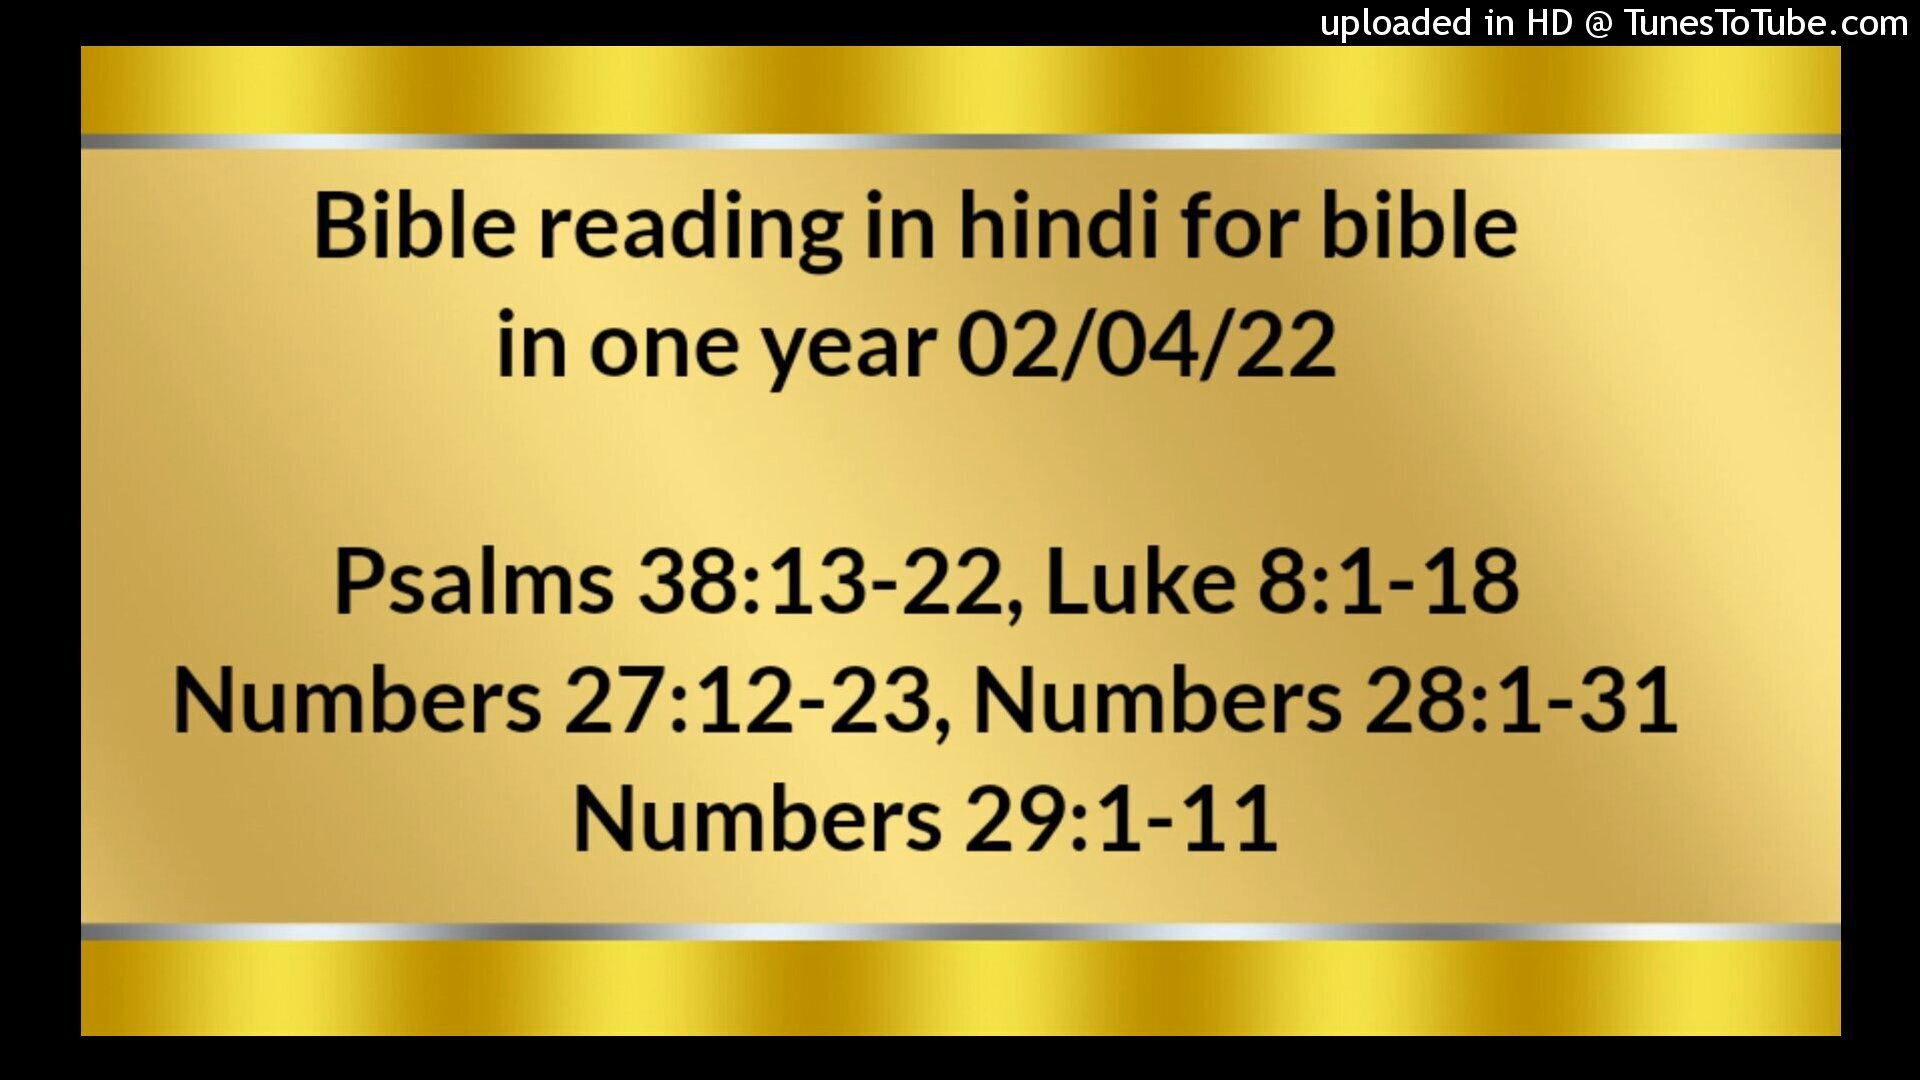 uploaded in HD @ TunesToTube.com
Bible reading in hindi for bible
in one year 02/04/22
Psalms 38:13-22, Luke 8:1-18
Numbers 27:12-23, Numbers 28:1-31
Numbers 29:1-11